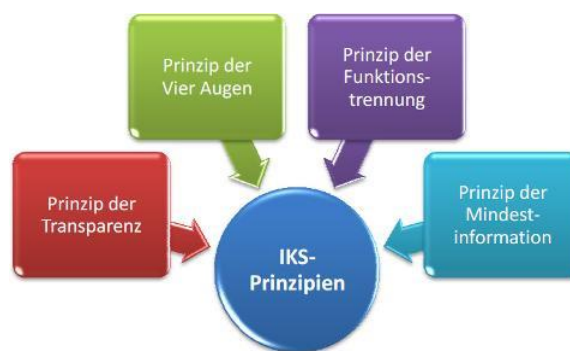 Prinzip der
Vier Augen
Prinzip der
Funktions-
trennung
Prinzip der
Transparenz
Prinzip der
Mindest-
information
IKS-
Prinzipien